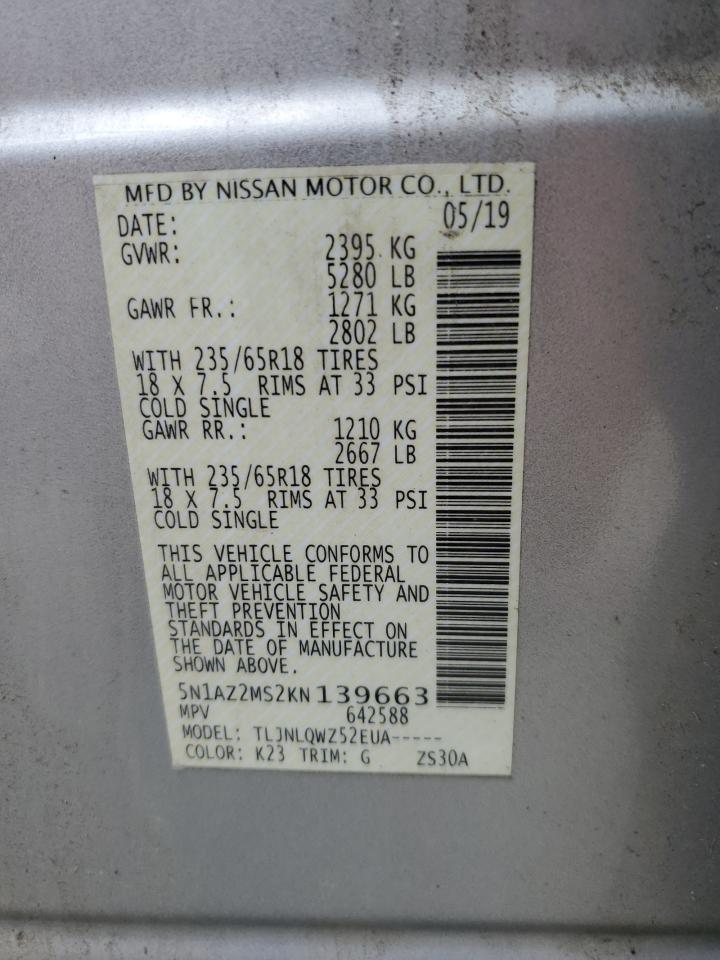 MFD BY NISSAN MOTOR CO., LTD.
DATE: 05/19
GVWR: 2395 KG
5280 LB
GAWR FR.: 1271 KG
2802 LB
WITH 235/65R18 TIRES
18 X 7.5 RIMS AT 33 PSI
COLD SINGLE
GAWR RR.: 1210 KG
2667 LB
WITH 235/65R18 TIRES
18 X 7.5 RIMS AT 33 PSI
COLD SINGLE
THIS VEHICLE CONFORMS TO
ALL APPLICABLE FEDERAL
MOTOR VEHICLE SAFETY AND
THEFT PREVENTION
STANDARDS IN EFFECT ON
THE DATE OF MANUFACTURE
SHOWN ABOVE.
5N1AZ2MS2KN139663
MPV 642588
MODEL: TLJNLQWZ52EUA-----
COLOR: K23 TRIM: G ZS30A